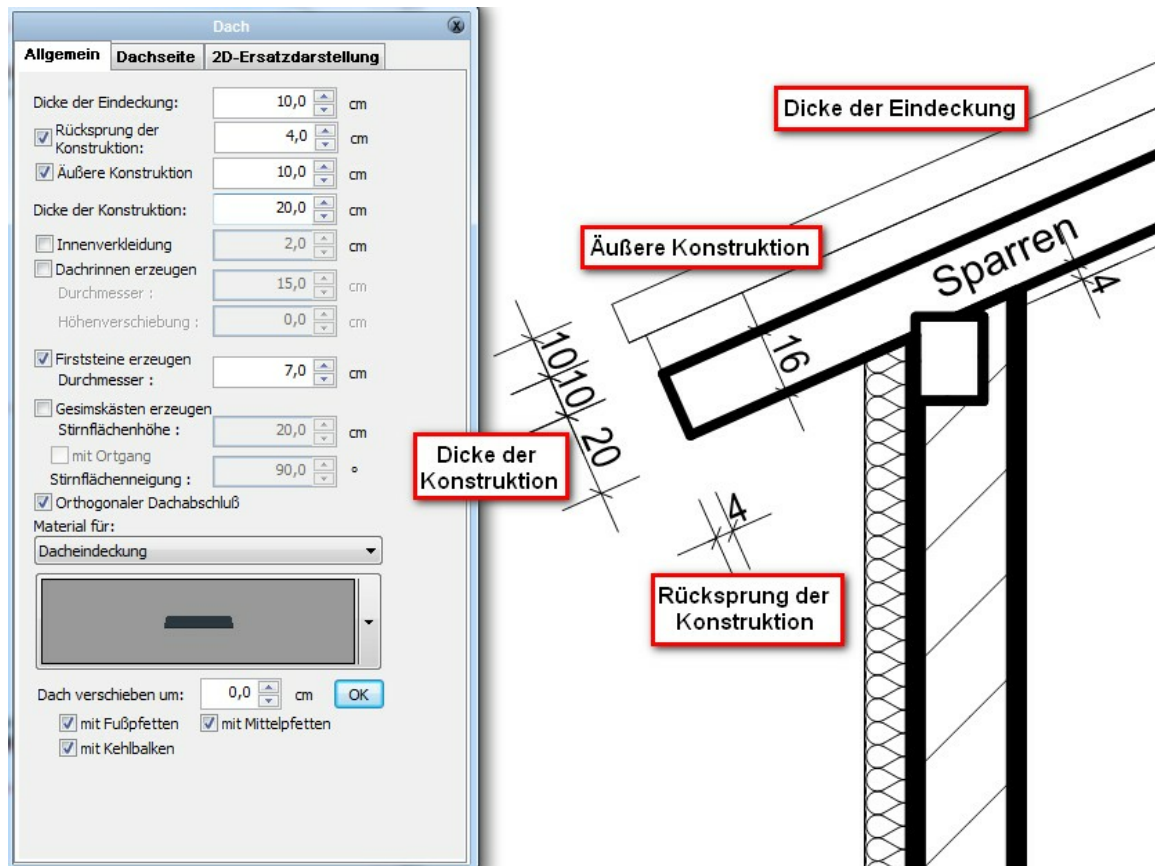 Dach
Allgemein Dachseite 2D-Ersatzdarstellung
Dicke der Eindeckung: 10,0 cm
Rücksprung der
Konstruktion: 4,0 cm
Äußere Konstruktion 10,0 cm
Dicke der Konstruktion: 20,0 cm
Innenverkleidung 2,0 cm
Dachrinnen erzeugen
Durchmesser : 15,0 cm
Höhenverschiebung : 0,0 cm
Firststeine erzeugen
Durchmesser : 7,0 cm
Gesimskästen erzeugen
Stirnflächenhöhe : 20,0 cm
mit Ortgang
Stirnflächenneigung : 90,0 °
Orthogonaler Dachabschluß
Material für:
Dacheindeckung
Dach verschieben um: 0,0 cm OK
mit Fußpfetten mit Mittelpfetten
mit Kehlbalken
Dicke der Eindeckung
Äußere Konstruktion
Sparren
4
16
10
10
20
Dicke der
Konstruktion
4
Rücksprung der
Konstruktion